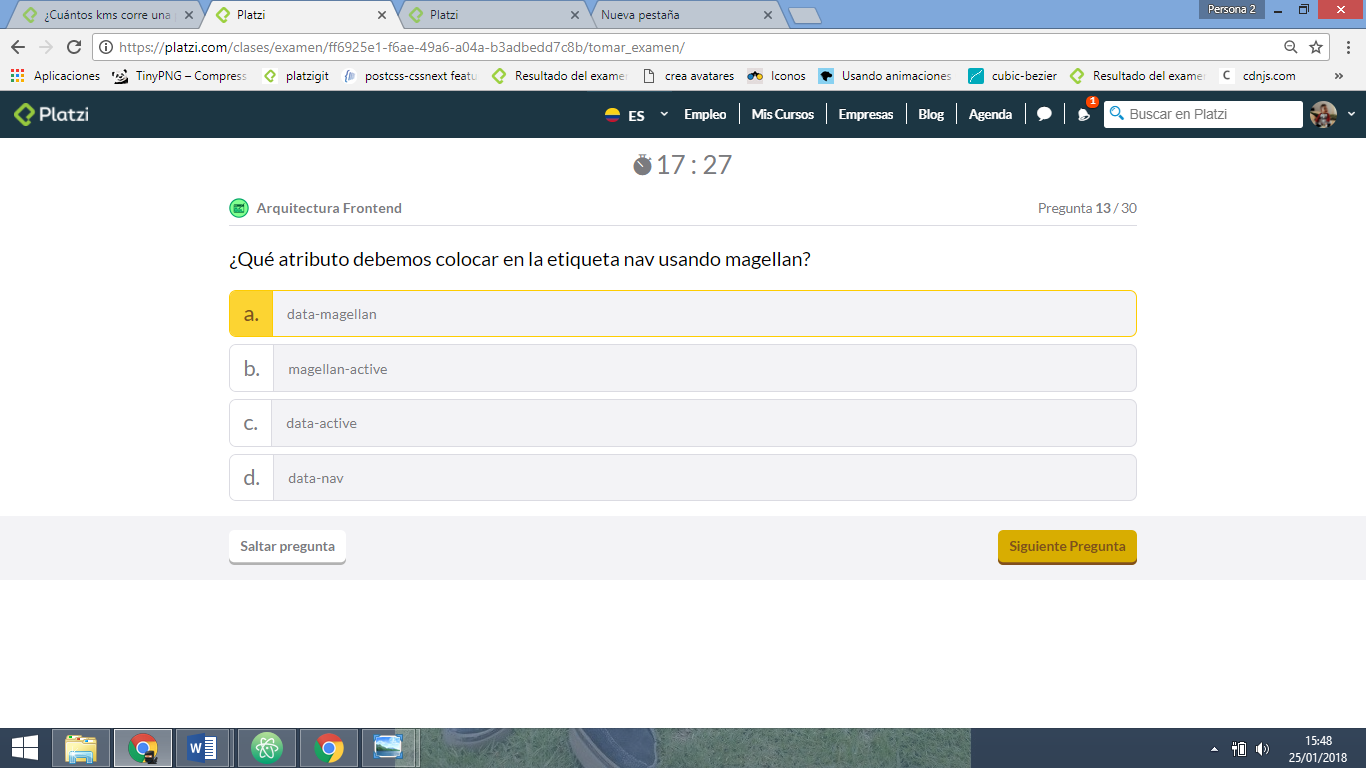 ¿Cuántos kms corre una
Platzi
Platzi
Nueva pestaña
Persona 2
https://platzi.com/clases/examen/ff6925e1-f6ae-49a6-a04a-b3adbedd7c8b/tomar_examen/
Aplicaciones
TinyPNG – Compress
platzigit
postcss-cssnext featu
Resultado del examen
crea avatares
Iconos
Usando animaciones
cubic-bezier
Resultado del examen
C cdnjs.com
»
Platzi
ES
Empleo
Mis Cursos
Empresas
Blog
Agenda
1
Buscar en Platzi
17 : 27
Arquitectura Frontend
Pregunta 13 / 30
¿Qué atributo debemos colocar en la etiqueta nav usando magellan?
a. data-magellan
b. magellan-active
c. data-active
d. data-nav
Saltar pregunta
Siguiente Pregunta
15:48
25/01/2018